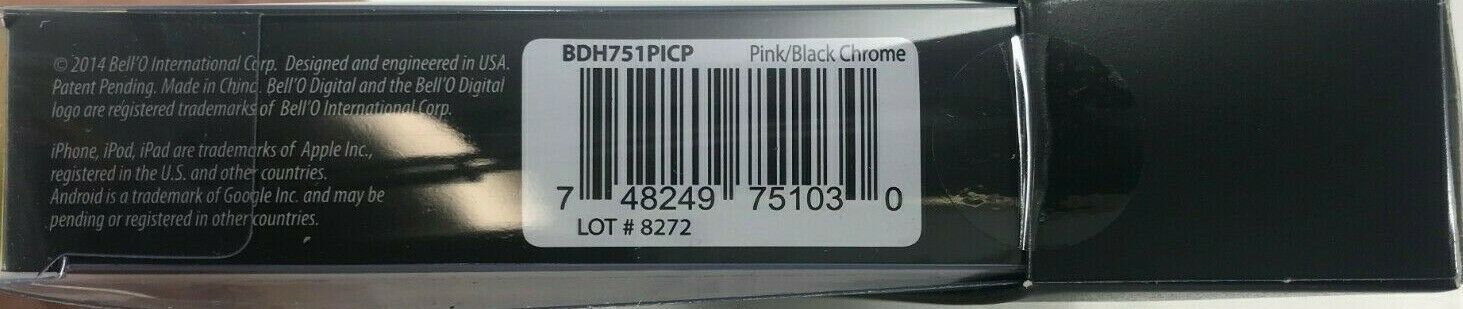 © 2014 Bell'O International Corp. Designed and engineered in USA.
Patent Pending. Made in China. Bell'O Digital and the Bell'O Digital
logo are registered trademarks of Bell'O International Corp.
iPhone, iPod, iPad are trademarks of Apple Inc.,
registered in the U.S. and other countries.
Android is a trademark of Google Inc. and may be
pending or registered in other countries.
BDH751PICP Pink/Black Chrome
7 48249 75103 0
LOT # 8272